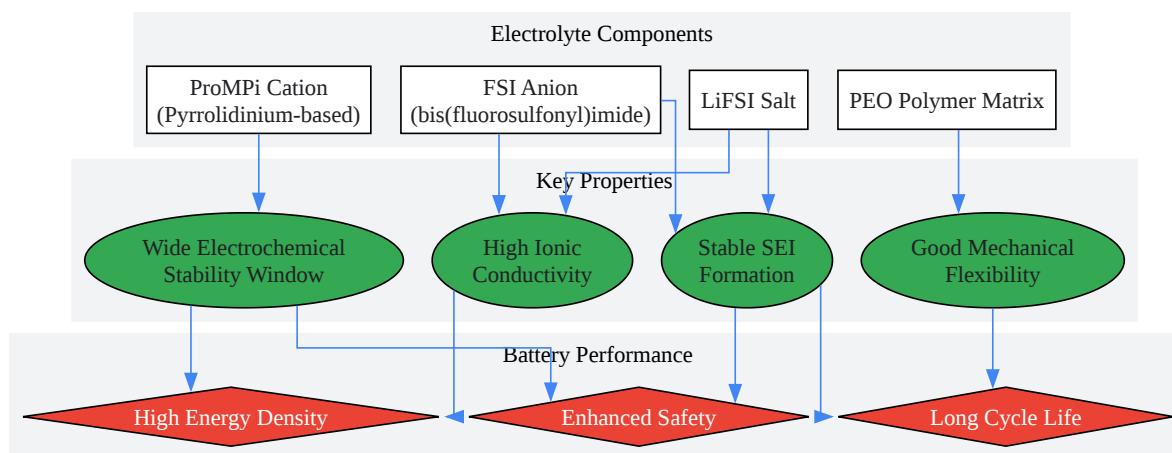 Electrolyte Components
ProMPi Cation
(Pyrrolidinium-based)
FSI Anion
(bis(fluorosulfonyl)imide)
LiFSI Salt
PEO Polymer Matrix
Key Properties
Wide Electrochemical
Stability Window
High Ionic
Conductivity
Stable SEI
Formation
Good Mechanical
Flexibility
Battery Performance
High Energy Density
Enhanced Safety
Long Cycle Life